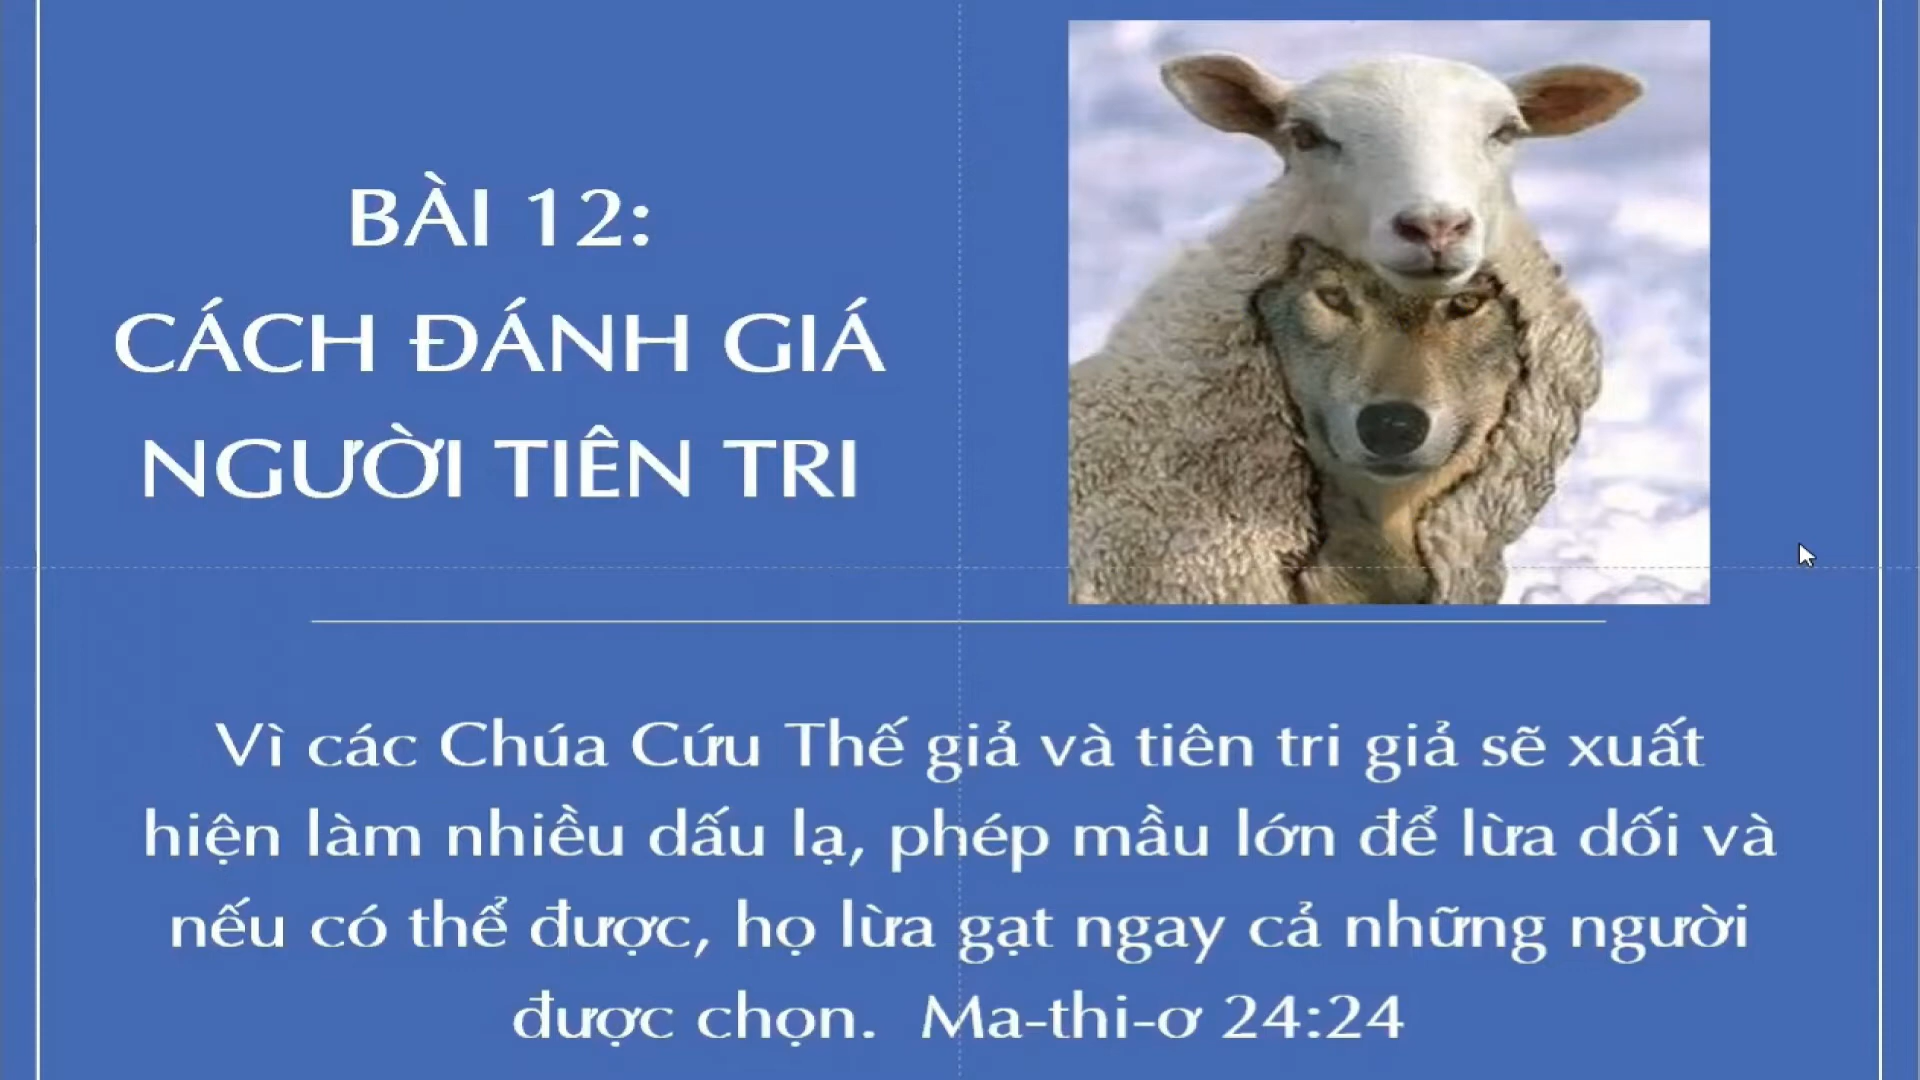 BÀI 12:
CÁCH ĐÁNH GIÁ
NGƯỜI TIÊN TRI
Vì các Chúa Cứu Thế giả và tiên tri giả sẽ xuất
hiện làm nhiều dấu lạ, phép mầu lớn để lừa dối và
nếu có thể được, họ lừa gạt ngay cả những người
được chọn. Ma-thi-ơ 24:24